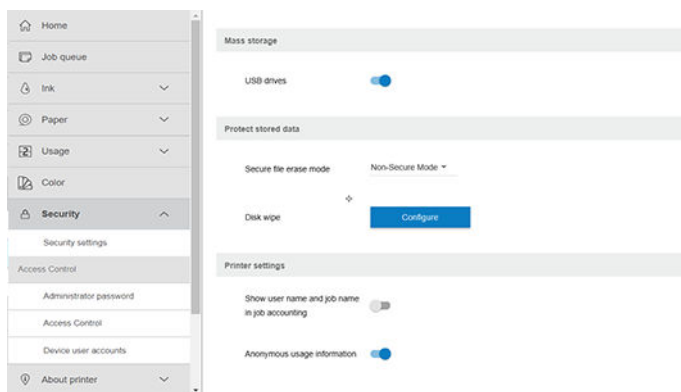 Home
Job queue
Ink
Paper
Usage
Color
Security
Security settings
Access Control
Administrator password
Access Control
Device user accounts
About printer
Mass storage
USB drives
Protect stored data
Secure file erase mode
Non-Secure Mode
Disk wipe
Configure
Printer settings
Show user name and job name
in job accounting
Anonymous usage information